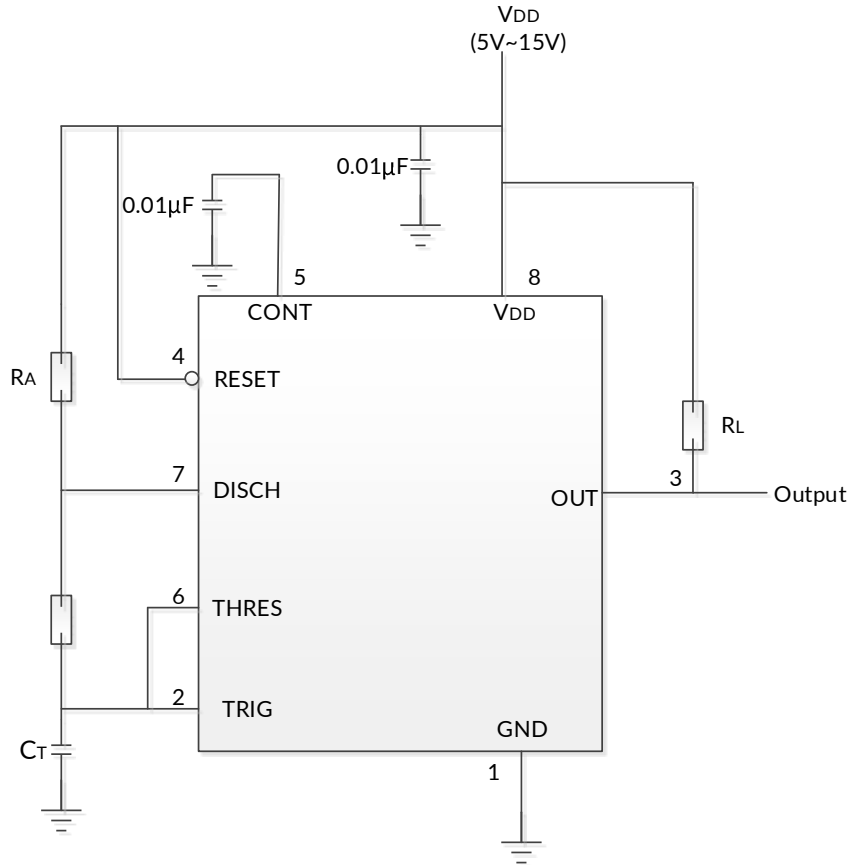 VDD
(5V~15V)
0.01µF
0.01µF
5
8
CONT
VDD
4
RA
RESET
RL
7
3
DISCH
OUT
Output
6
THRES
2
TRIG
GND
CT
1